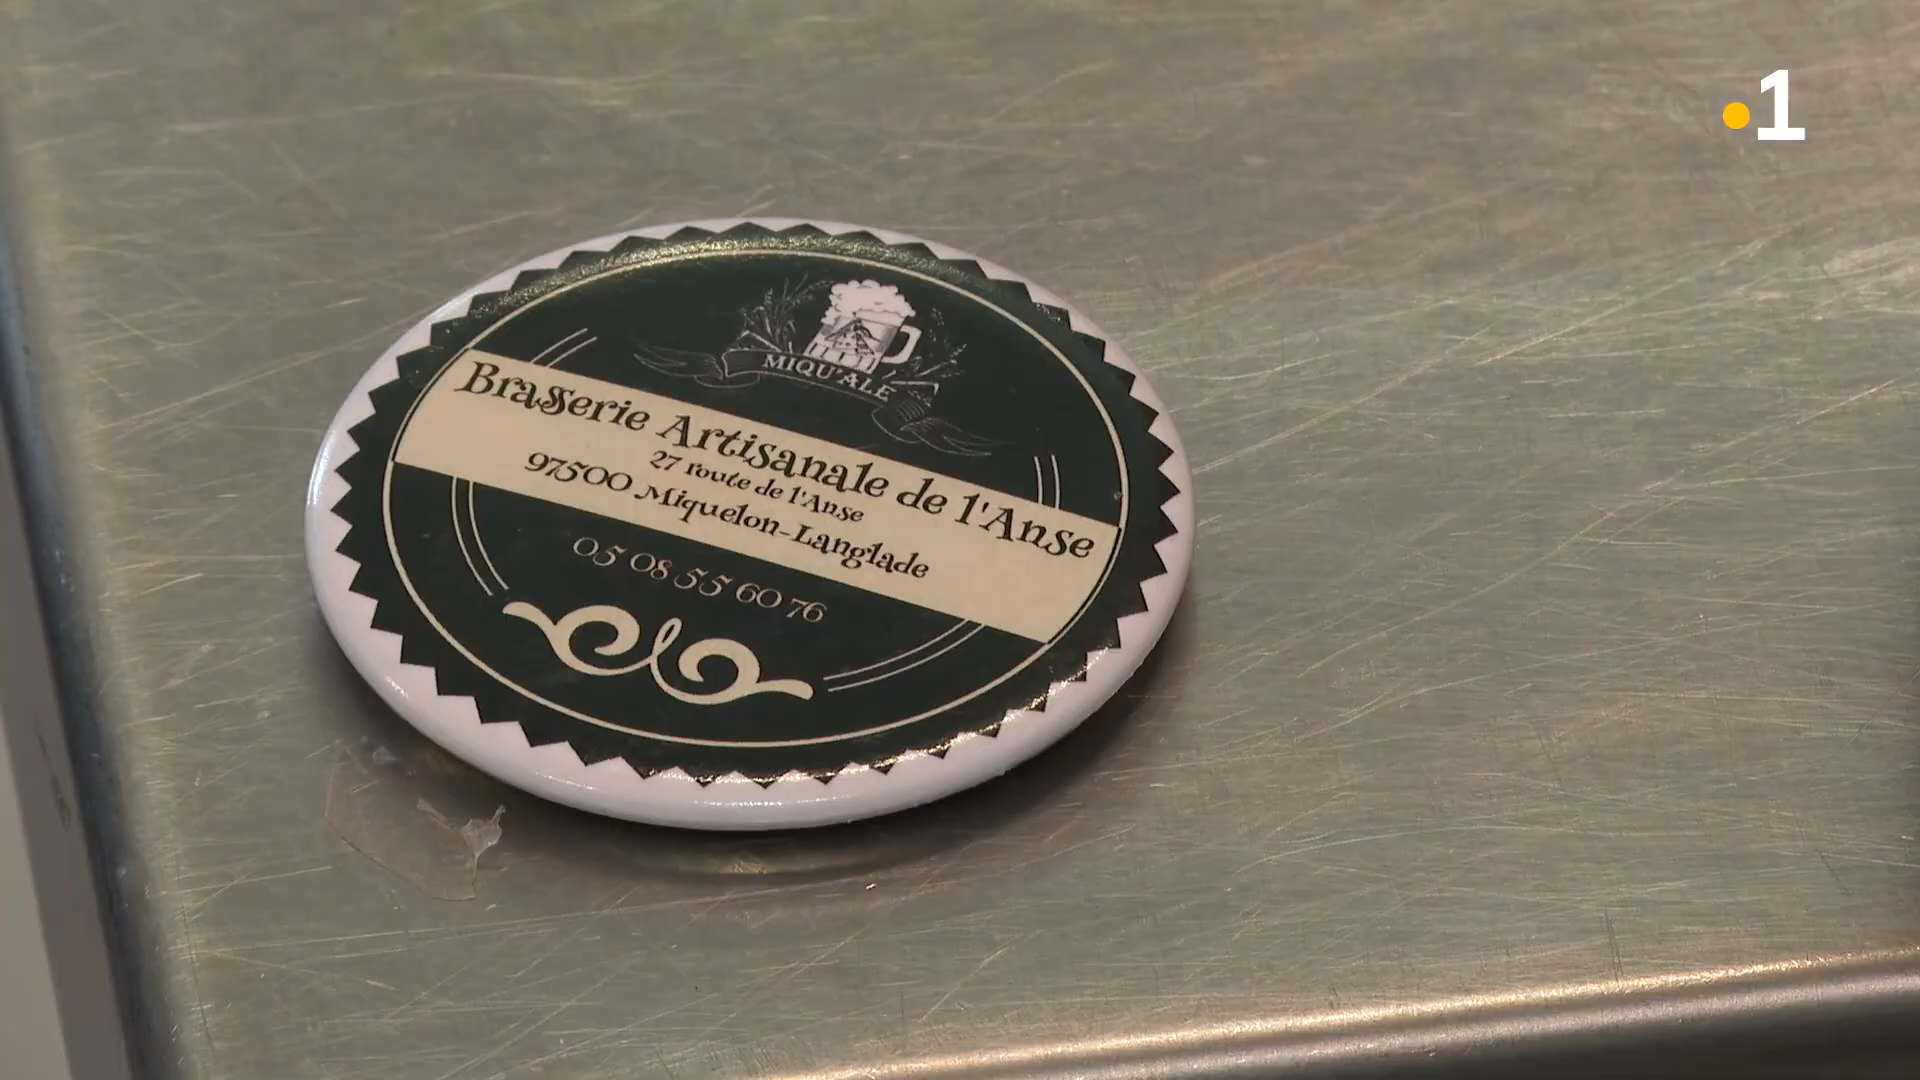 1
MIQU'ALE
Brasserie Artisanale de l'Anse
27 route de l'Anse
97500 Miquelon-Langlade
05 08 55 60 76